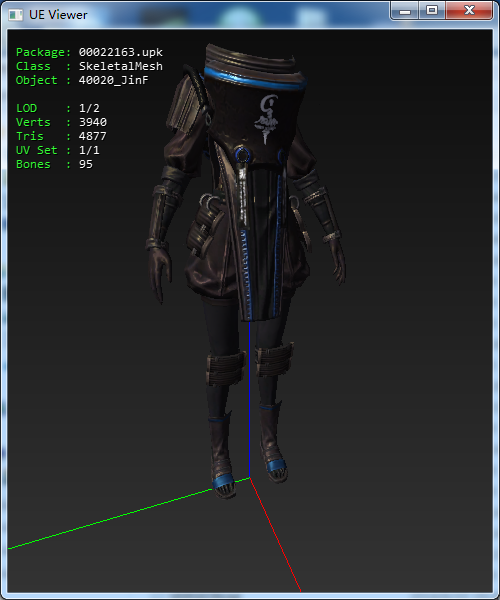 UE Viewer
Package: 00022163.upk
Class : SkeletalMesh
Object : 40020_JinF
LOD : 1/2
Verts : 3940
Tris : 4877
UV Set : 1/1
Bones : 95